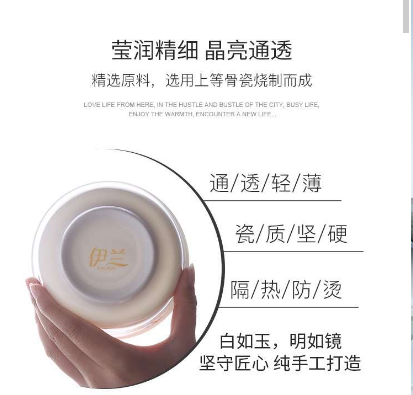 莹润精细 晶亮通透
精选原料，选用上等骨瓷烧制而成
LOVE LIFE FROM HERE, IN THE HUSTLE AND BUSTLE OF THE CITY, BUSY LIFE,
ENJOY THE WARMTH, ENCOUNTER A NEW LIFE...
通/透/轻/薄
瓷/质/坚/硬
伊兰
隔/热/防/烫
白如玉，明如镜
坚守匠心 纯手工打造